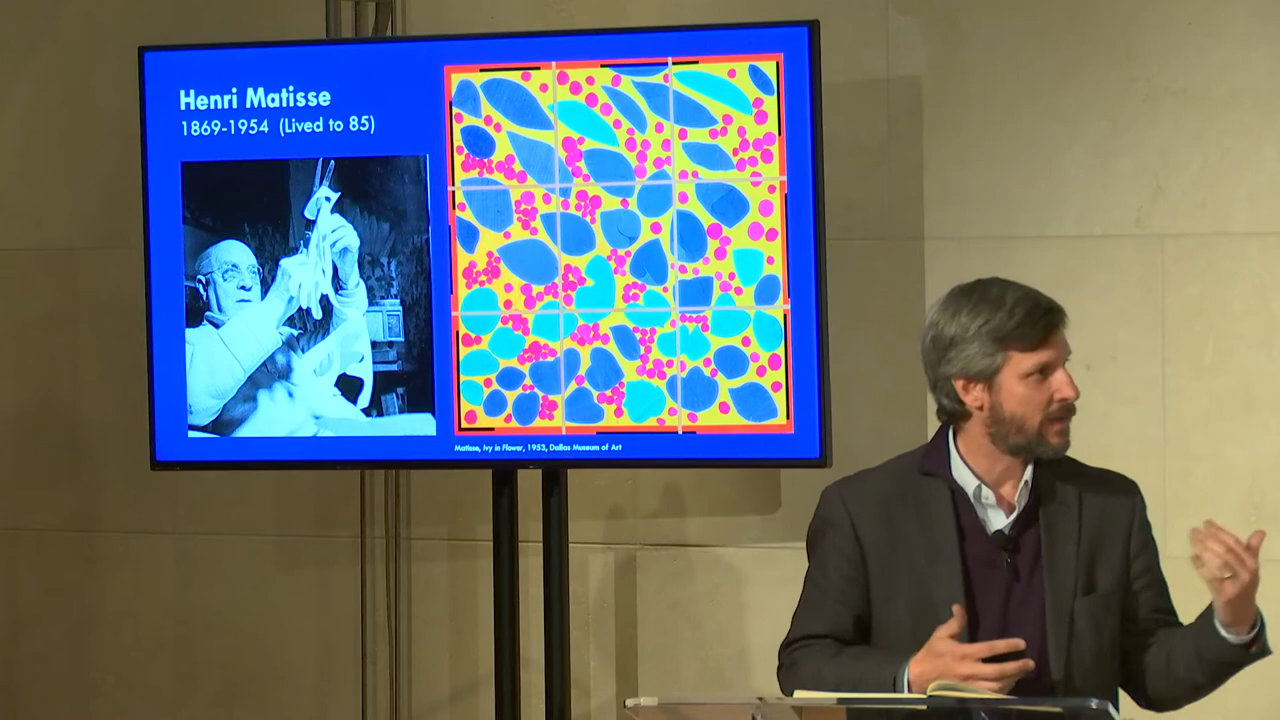 Henri Matisse
1869-1954 (Lived to 85)
Matisse, Ivy in Flower, 1953, Dallas Museum of Art